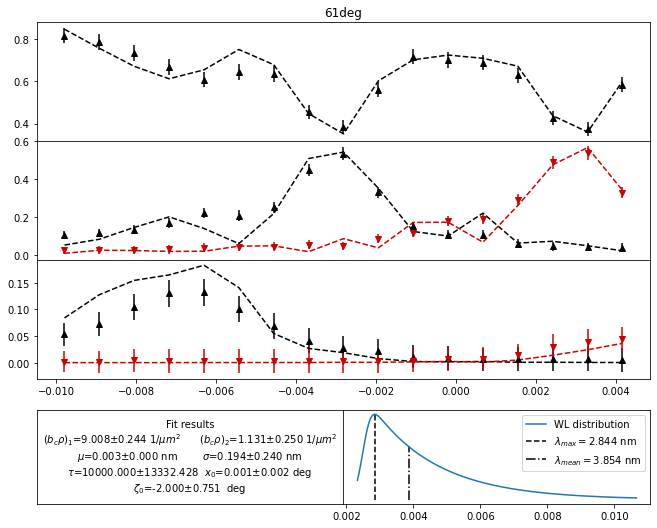 61deg
0.8
0.6
0.4
0.6
0.4
0.2
0.0
0.15
0.10
0.05
0.00
−0.010 −0.008 −0.006 −0.004 −0.002 0.000 0.002 0.004
Fit results
(b_cρ)_1=9.008±0.244 1/μm^2 (b_cρ)_2=1.131±0.250 1/μm^2
μ=0.003±0.000 nm σ=0.194±0.240 nm
τ=10000.000±13332.428 x_0=0.001±0.002 deg
ζ_0=-2.000±0.751 deg
WL distribution
λ_max = 2.844 nm
λ_mean = 3.854 nm
0.002 0.004 0.006 0.008 0.010